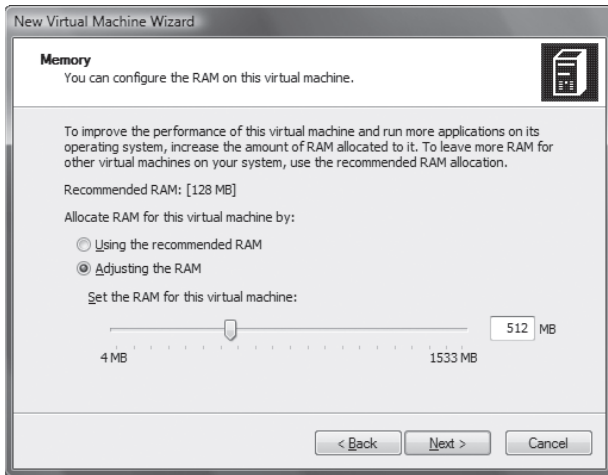 New Virtual Machine Wizard
Memory
You can configure the RAM on this virtual machine.
To improve the performance of this virtual machine and run more applications on its
operating system, increase the amount of RAM allocated to it. To leave more RAM for
other virtual machines on your system, use the recommended RAM allocation.
Recommended RAM: [128 MB]
Allocate RAM for this virtual machine by:
Using the recommended RAM
Adjusting the RAM
Set the RAM for this virtual machine:
512 MB
4 MB 1533 MB
< Back Next > Cancel